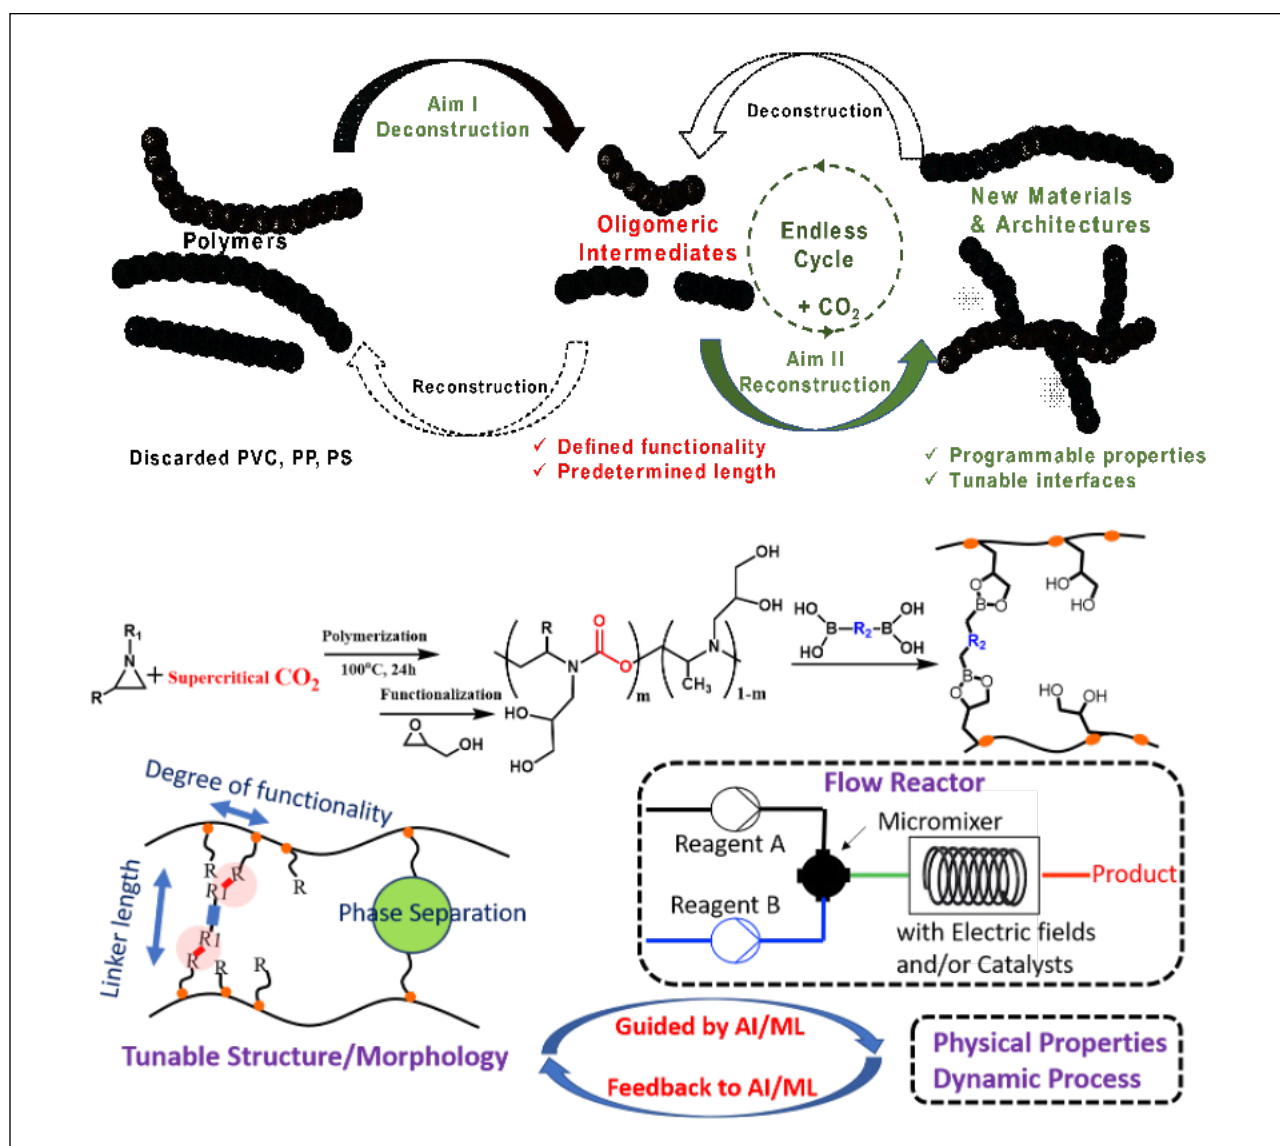 Aim I
Deconstruction
Deconstruction
Polymers
Oligomeric
Intermediates
Endless
Cycle
+ CO₂
New Materials
& Architectures
Reconstruction
Aim II
Reconstruction
Discarded PVC, PP, PS
✓ Defined functionality
✓ Predetermined length
✓ Programmable properties
✓ Tunable interfaces
R₁
N
R
+
Supercritical CO₂
Polymerization
100°C, 24h
Functionalization
O
OH
R
N
O
O
m
HO
HO
OH
OH
N
CH₃
1-m
HO
B
HO
R₂
OH
B
OH
O
B
O
R₂
B
O
O
HO
HO
HO
OH
Degree of functionality
Linker length
R
R1
R
R
R1
R
R
R
Phase Separation
Tunable Structure/Morphology
Flow Reactor
Reagent A
Micromixer
Reagent B
Product
with Electric fields
and/or Catalysts
Guided by AI/ML
Feedback to AI/ML
Physical Properties
Dynamic Process